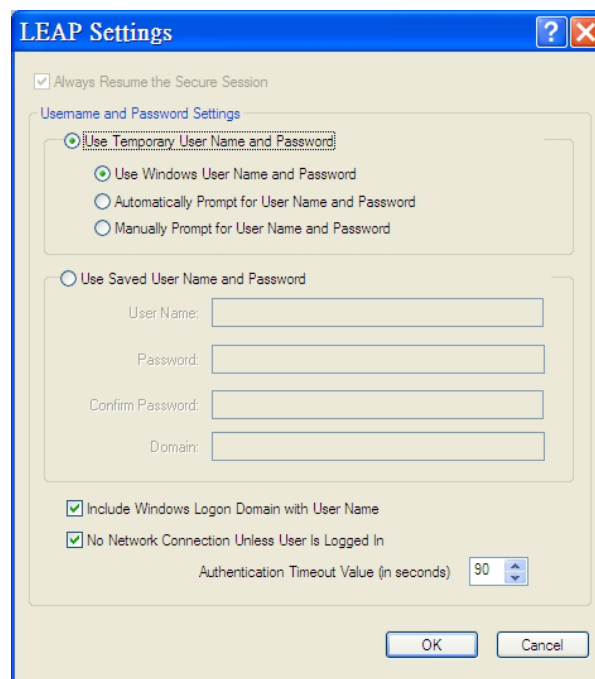 LEAP Settings
Always Resume the Secure Session
Username and Password Settings
Use Temporary User Name and Password
Use Windows User Name and Password
Automatically Prompt for User Name and Password
Manually Prompt for User Name and Password
Use Saved User Name and Password
User Name:
Password:
Confirm Password:
Domain:
Include Windows Logon Domain with User Name
No Network Connection Unless User Is Logged In
Authentication Timeout Value (in seconds) 90
OK Cancel